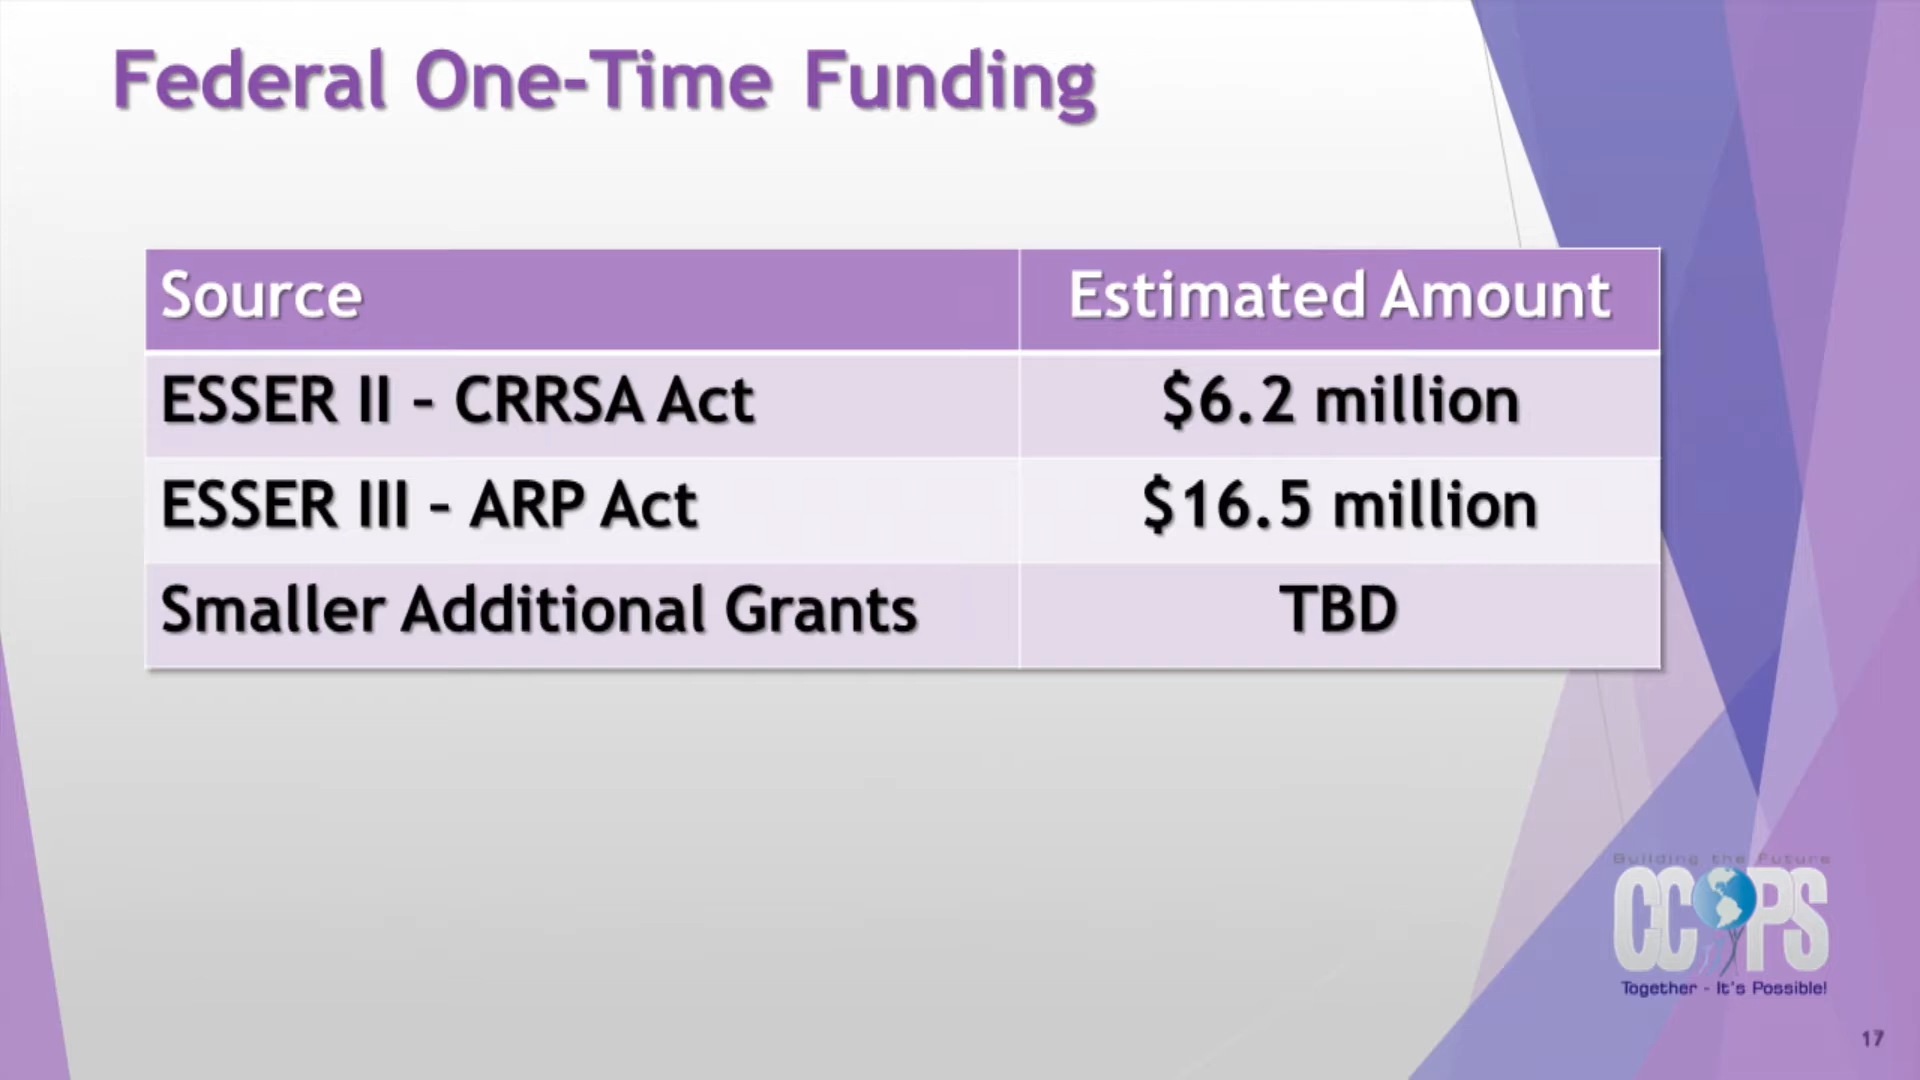 Federal One-Time Funding
Source Estimated Amount
ESSER II – CRRSA Act $6.2 million
ESSER III – ARP Act $16.5 million
Smaller Additional Grants TBD
Building the Future
CCPS
Together - It's Possible!
17